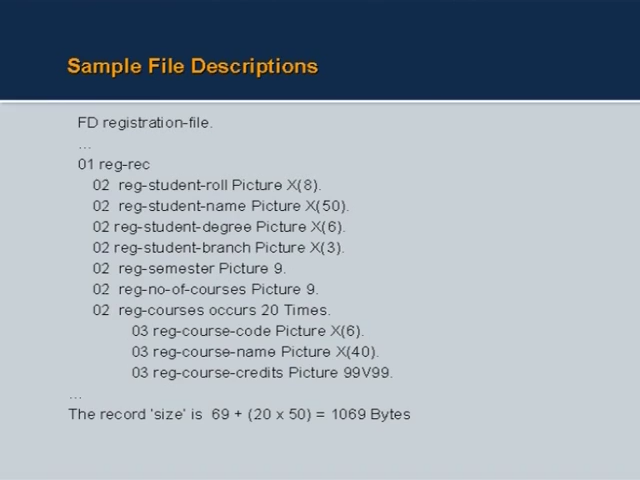 Sample File Descriptions
FD registration-file.
...
01 reg-rec
02 reg-student-roll Picture X(8).
02 reg-student-name Picture X(50).
02 reg-student-degree Picture X(6).
02 reg-student-branch Picture X(3).
02 reg-semester Picture 9.
02 reg-no-of-courses Picture 9.
02 reg-courses occurs 20 Times.
03 reg-course-code Picture X(6).
03 reg-course-name Picture X(40).
03 reg-course-credits Picture 99V99.
...
The record 'size' is 69 + (20 x 50) = 1069 Bytes